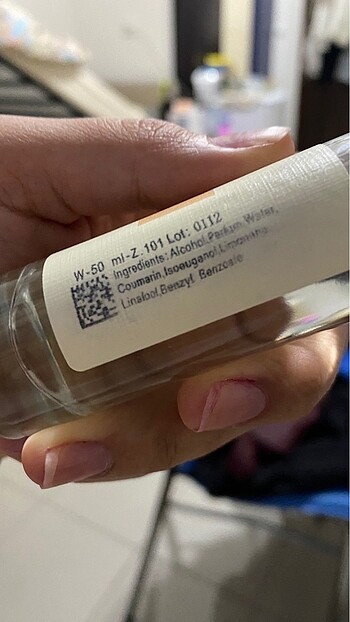 W-50 ml-Z.101 Lot: 0112
Ingredients: Alcohol,Parfum,Water,
Coumarin,Isoeugenol,Limonene,
Linalool,Benzyl Benzoate